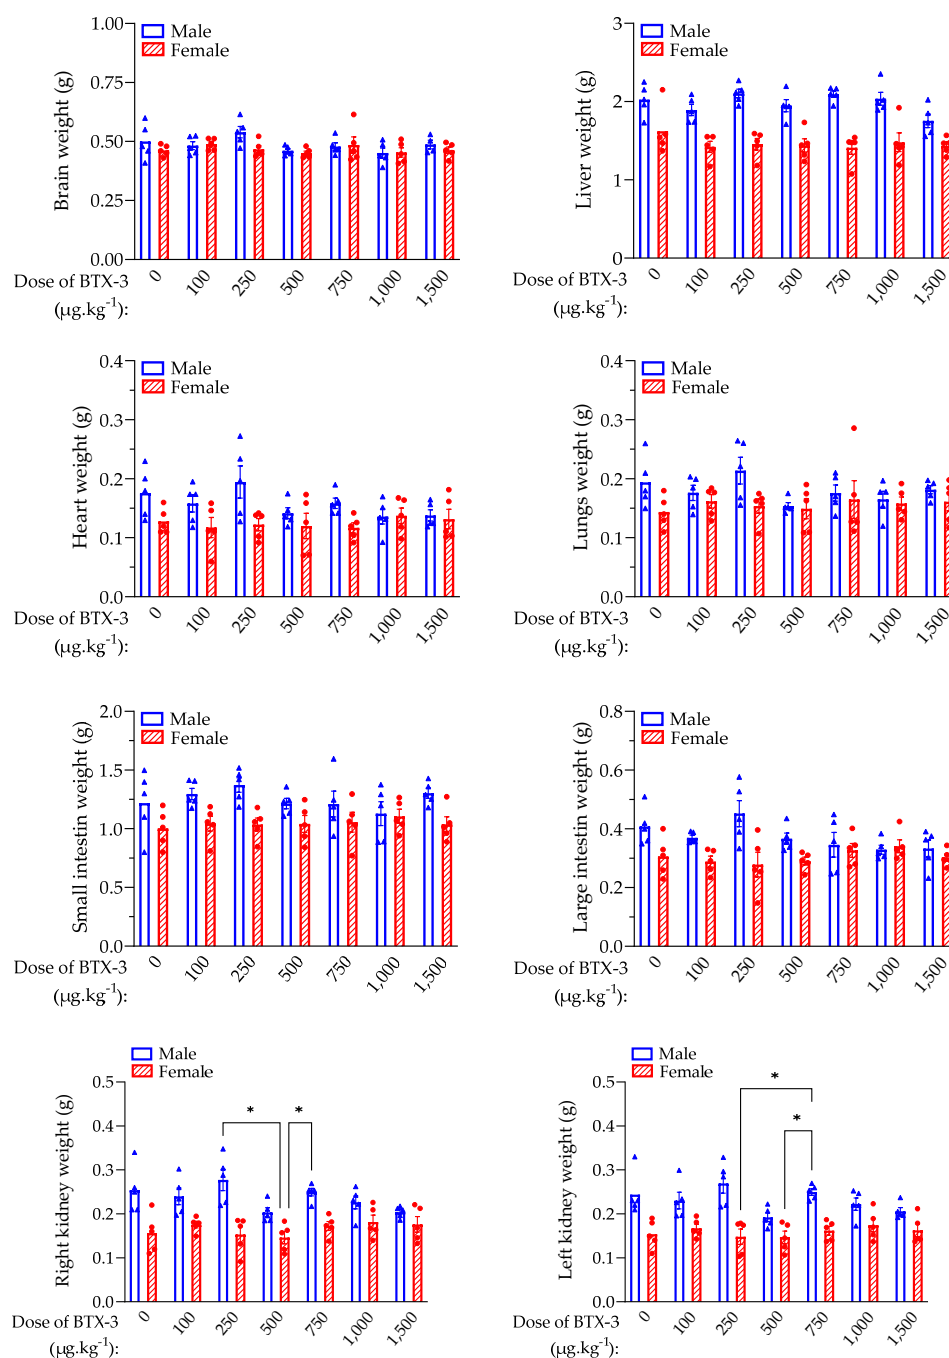 Brain weight (g)
1.00
0.75
0.50
0.25
0.00
Male
Female
0
100
250
500
750
1,000
1,500
Dose of BTX-3
(µg.kg⁻¹):
Liver weight (g)
3
2
1
0
Male
Female
0
100
250
500
750
1,000
1,500
Dose of BTX-3
(µg.kg⁻¹):
Heart weight (g)
0.4
0.3
0.2
0.1
0.0
Male
Female
0
100
250
500
750
1,000
1,500
Dose of BTX-3
(µg.kg⁻¹):
Lungs weight (g)
0.4
0.3
0.2
0.1
0.0
Male
Female
0
100
250
500
750
1,000
1,500
Dose of BTX-3
(µg.kg⁻¹):
Small intestin weight (g)
2.0
1.5
1.0
0.5
0.0
Male
Female
0
100
250
500
750
1,000
1,500
Dose of BTX-3
(µg.kg⁻¹):
Large intestin weight (g)
0.8
0.6
0.4
0.2
0.0
Male
Female
0
100
250
500
750
1,000
1,500
Dose of BTX-3
(µg.kg⁻¹):
Right kidney weight (g)
0.5
0.4
0.3
0.2
0.1
0.0
Male
Female
* *
0
100
250
500
750
1,000
1,500
Dose of BTX-3
(µg.kg⁻¹):
Left kidney weight (g)
0.5
0.4
0.3
0.2
0.1
0.0
Male
Female
*
*
0
100
250
500
750
1,000
1,500
Dose of BTX-3
(µg.kg⁻¹):